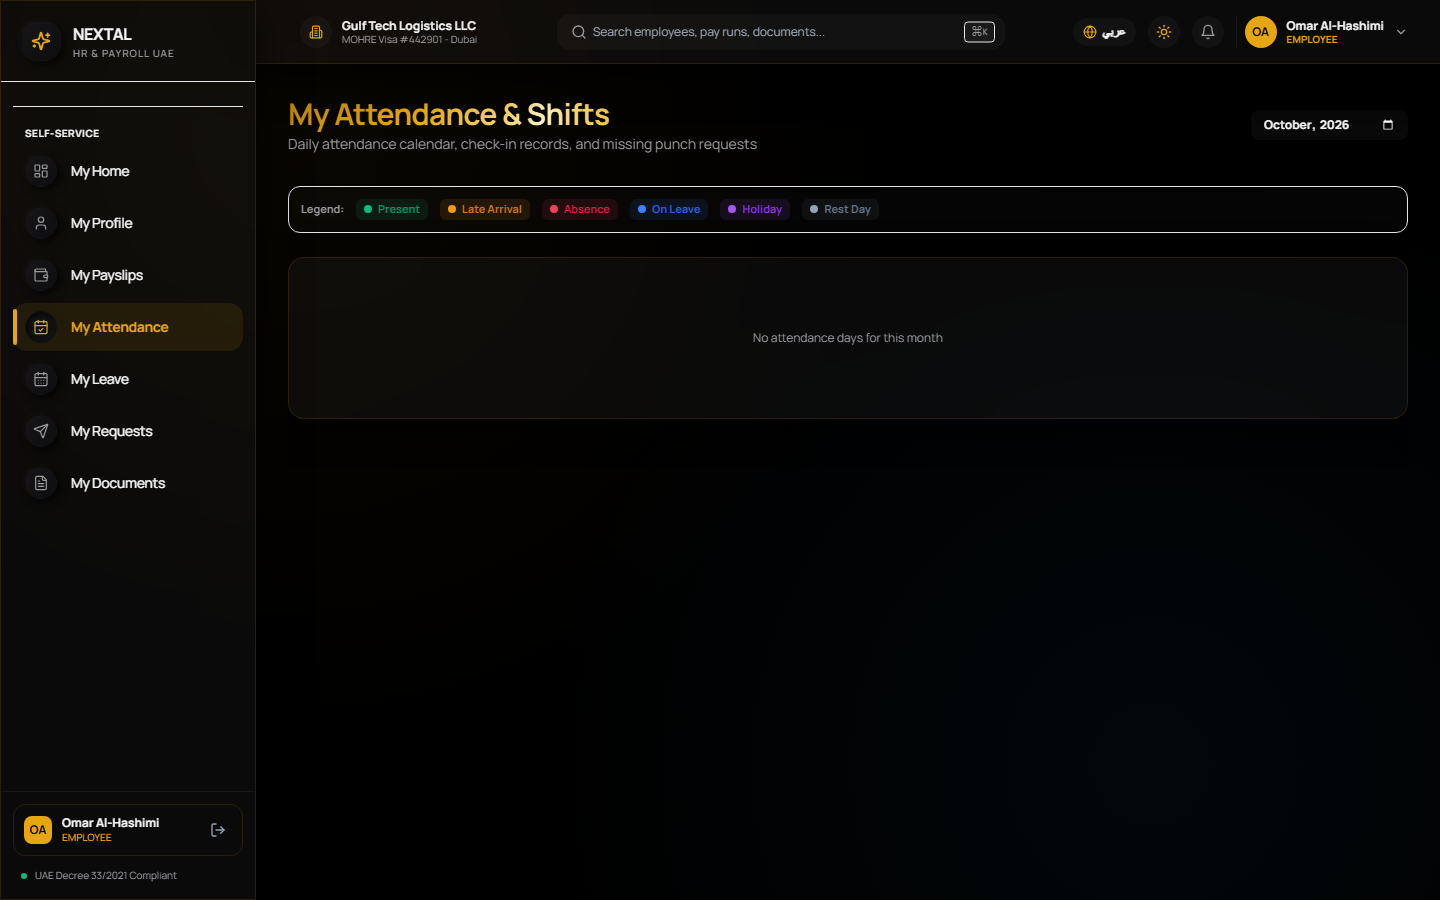 NEXTAL
HR & PAYROLL UAE
SELF-SERVICE
My Home
My Profile
My Payslips
My Attendance
My Leave
My Requests
My Documents
OA
Omar Al-Hashimi
EMPLOYEE
UAE Decree 33/2021 Compliant
Gulf Tech Logistics LLC
MOHRE Visa #442901 - Dubai
Search employees, pay runs, documents...
⌘K
عربي
OA
Omar Al-Hashimi
EMPLOYEE
My Attendance & Shifts
Daily attendance calendar, check-in records, and missing punch requests
October, 2026
Legend: Present Late Arrival Absence On Leave Holiday Rest Day
No attendance days for this month